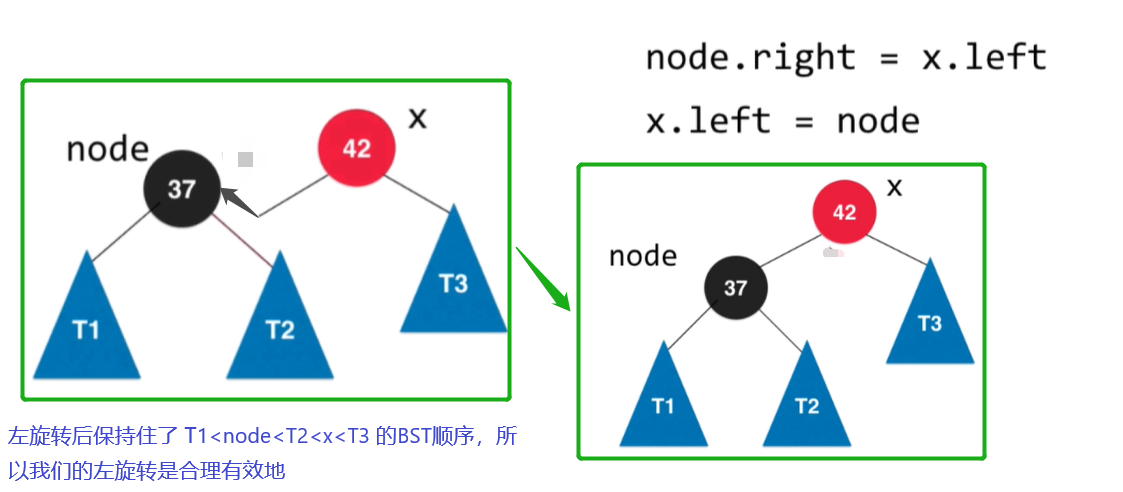 node.right = x.left
x.left = node
node
x
37
42
T1
T2
T3
x
node
42
37
T1
T2
T3
左旋转后保持住了 T1<node<T2<x<T3 的BST顺序，所
以我们的左旋转是合理有效地